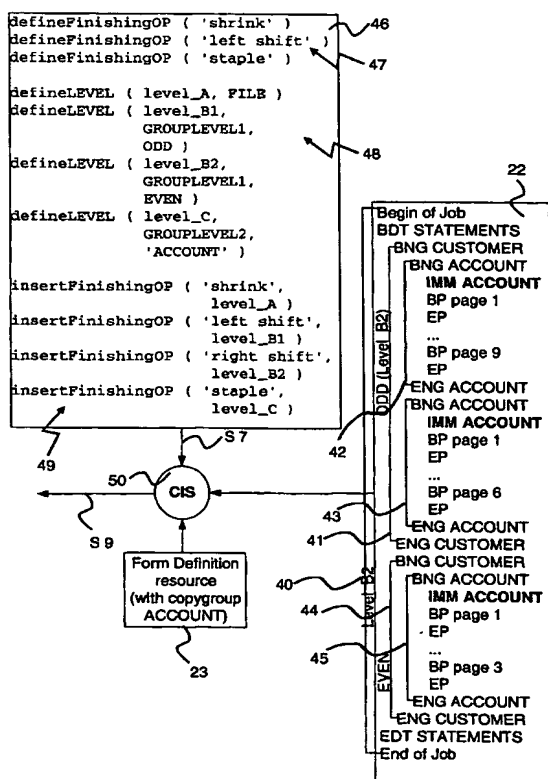 defineFinishingOP ( 'shrink' )
defineFinishingOP ( 'left shift' )
defineFinishingOP ( 'staple' )
defineLEVEL ( level_A, FILE )
defineLEVEL ( level_B1,
GROUPLEVEL1,
ODD )
defineLEVEL ( level_B2,
GROUPLEVEL1,
EVEN )
defineLEVEL ( level_C,
GROUPLEVEL2,
'ACCOUNT' )
insertFinishingOP ( 'shrink',
level_A )
insertFinishingOP ( 'left shift',
level_B1 )
insertFinishingOP ( 'right shift',
level_B2 )
insertFinishingOP ( 'staple',
level_C )
46
47
48
49
S 7
50
CIS
S 9
Form Definition
resource
(with copygroup
ACCOUNT)
23
22
Begin of Job
BDT STATEMENTS
BNG CUSTOMER
BNG ACCOUNT
IMM ACCOUNT
BP page 1
EP
...
BP page 9
EP
ENG ACCOUNT
BNG ACCOUNT
IMM ACCOUNT
BP page 1
EP
...
BP page 6
EP
ENG ACCOUNT
ENG CUSTOMER
BNG CUSTOMER
BNG ACCOUNT
IMM ACCOUNT
BP page 1
EP
...
BP page 3
EP
ENG ACCOUNT
ENG CUSTOMER
EDT STATEMENTS
End of Job
ODD (Level_B2)
Level_B2
EVEN
42
43
41
40
44
45